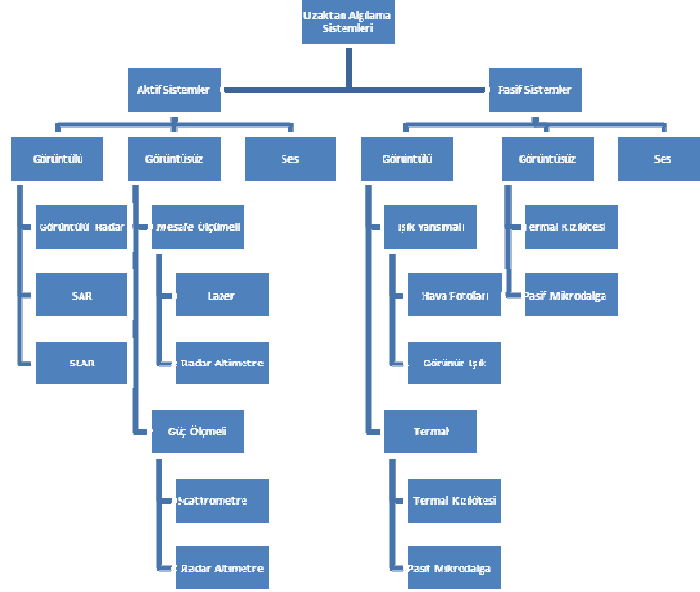 Uzaktan Algılama
Sistemleri
Aktif Sistemler
Pasif Sistemler
Görüntülü
Görüntüsüz
Ses
Görüntülü
Görüntüsüz
Ses
Görüntülü Radar
SAR
SLAR
Mesafe Ölçümeli
Lazer
Radar Altimetre
Güç Ölçmeli
Scattrometre
Radar Altimetre
Işık Yansımalı
Hava Fotoları
Görünür Işık
Termal
Termal Kızılötesi
Pasif Mikrodalga
Termal Kızılötesi
Pasif Mikrodalga